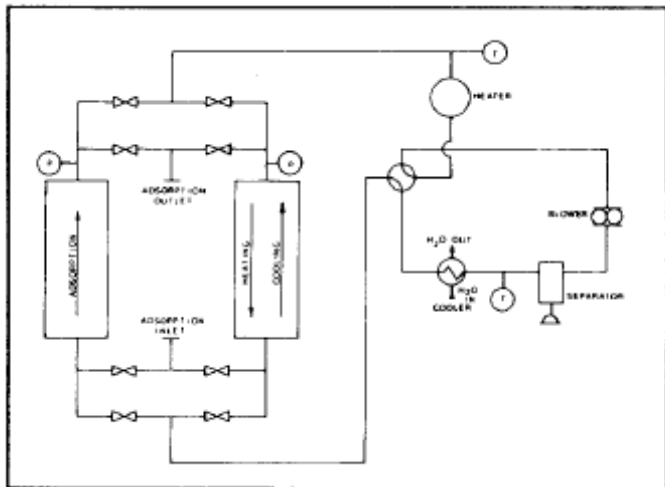 T
HEATER
P
P
ADSORPTION
OUTLET
BLOWER
ADSORPTION
HEATING
COOLING
H₂O OUT
H₂O
IN
COOLER
T
SEPARATOR
ADSORPTION
INLET